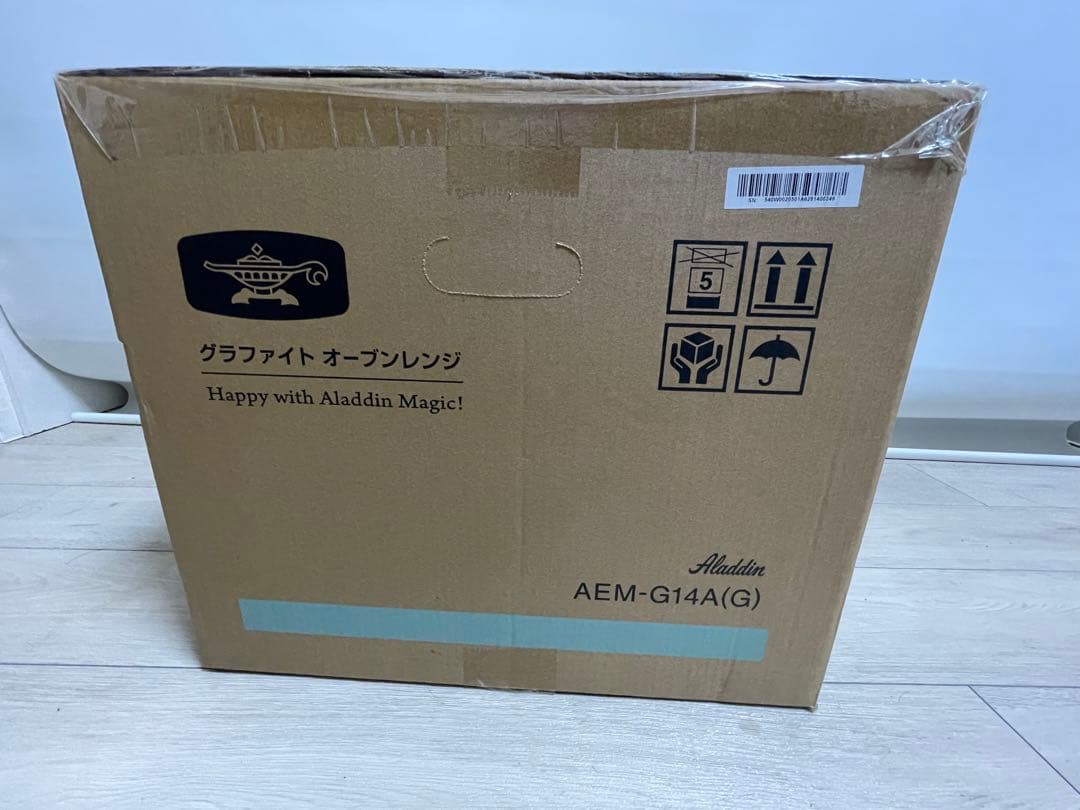 SN 540W0020501A6291400249
5
グラファイト オーブンレンジ
Happy with Aladdin Magic!
Aladdin
AEM-G14A(G)